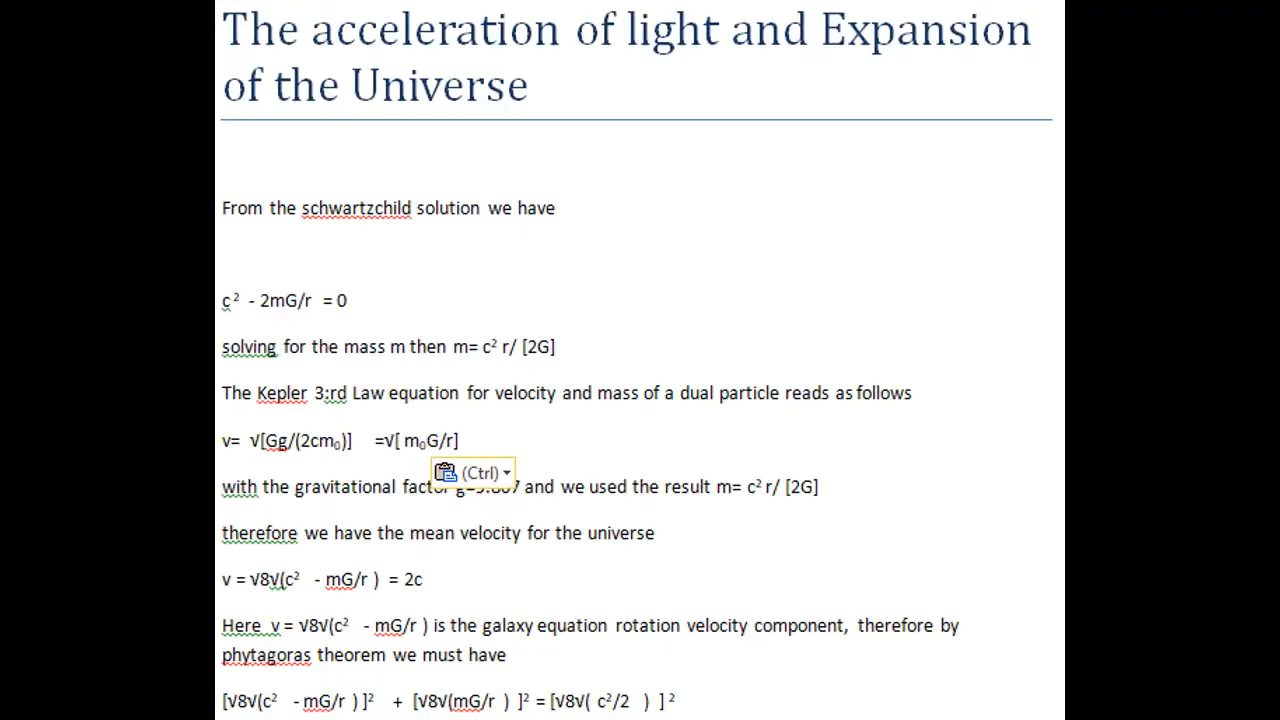 The acceleration of light and Expansion
of the Universe
From the schwartzchild solution we have
c² - 2mG/r = 0
solving for the mass m then m= c² r/ [2G]
The Kepler 3:rd Law equation for velocity and mass of a dual particle reads as follows
v= √[Gg/(2cm₀)] =√[ m₀G/r]
(Ctrl)
with the gravitational factor and we used the result m= c² r/ [2G]
therefore we have the mean velocity for the universe
v = √8√(c² - mG/r ) = 2c
Here v = √8√(c² - mG/r ) is the galaxy equation rotation velocity component, therefore by
phytagoras theorem we must have
[√8√(c² - mG/r ) ]² + [√8√(mG/r ) ]² = [√8√( c²/2 ) ] ²